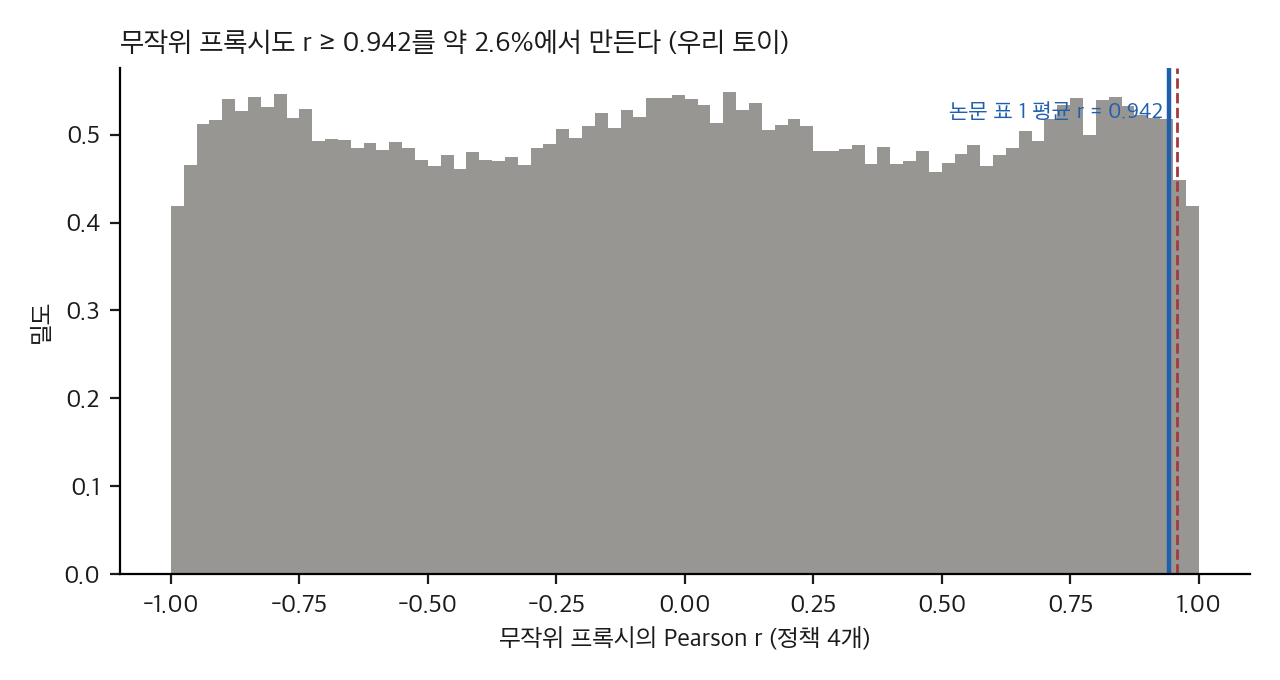 무작위 프록시도 r ≥ 0.942를 약 2.6%에서 만든다 (우리 토이)
논문 표 1 평균 r = 0.942
밀도
0.5
0.4
0.3
0.2
0.1
0.0
-1.00 -0.75 -0.50 -0.25 0.00 0.25 0.50 0.75 1.00
무작위 프록시의 Pearson r (정책 4개)